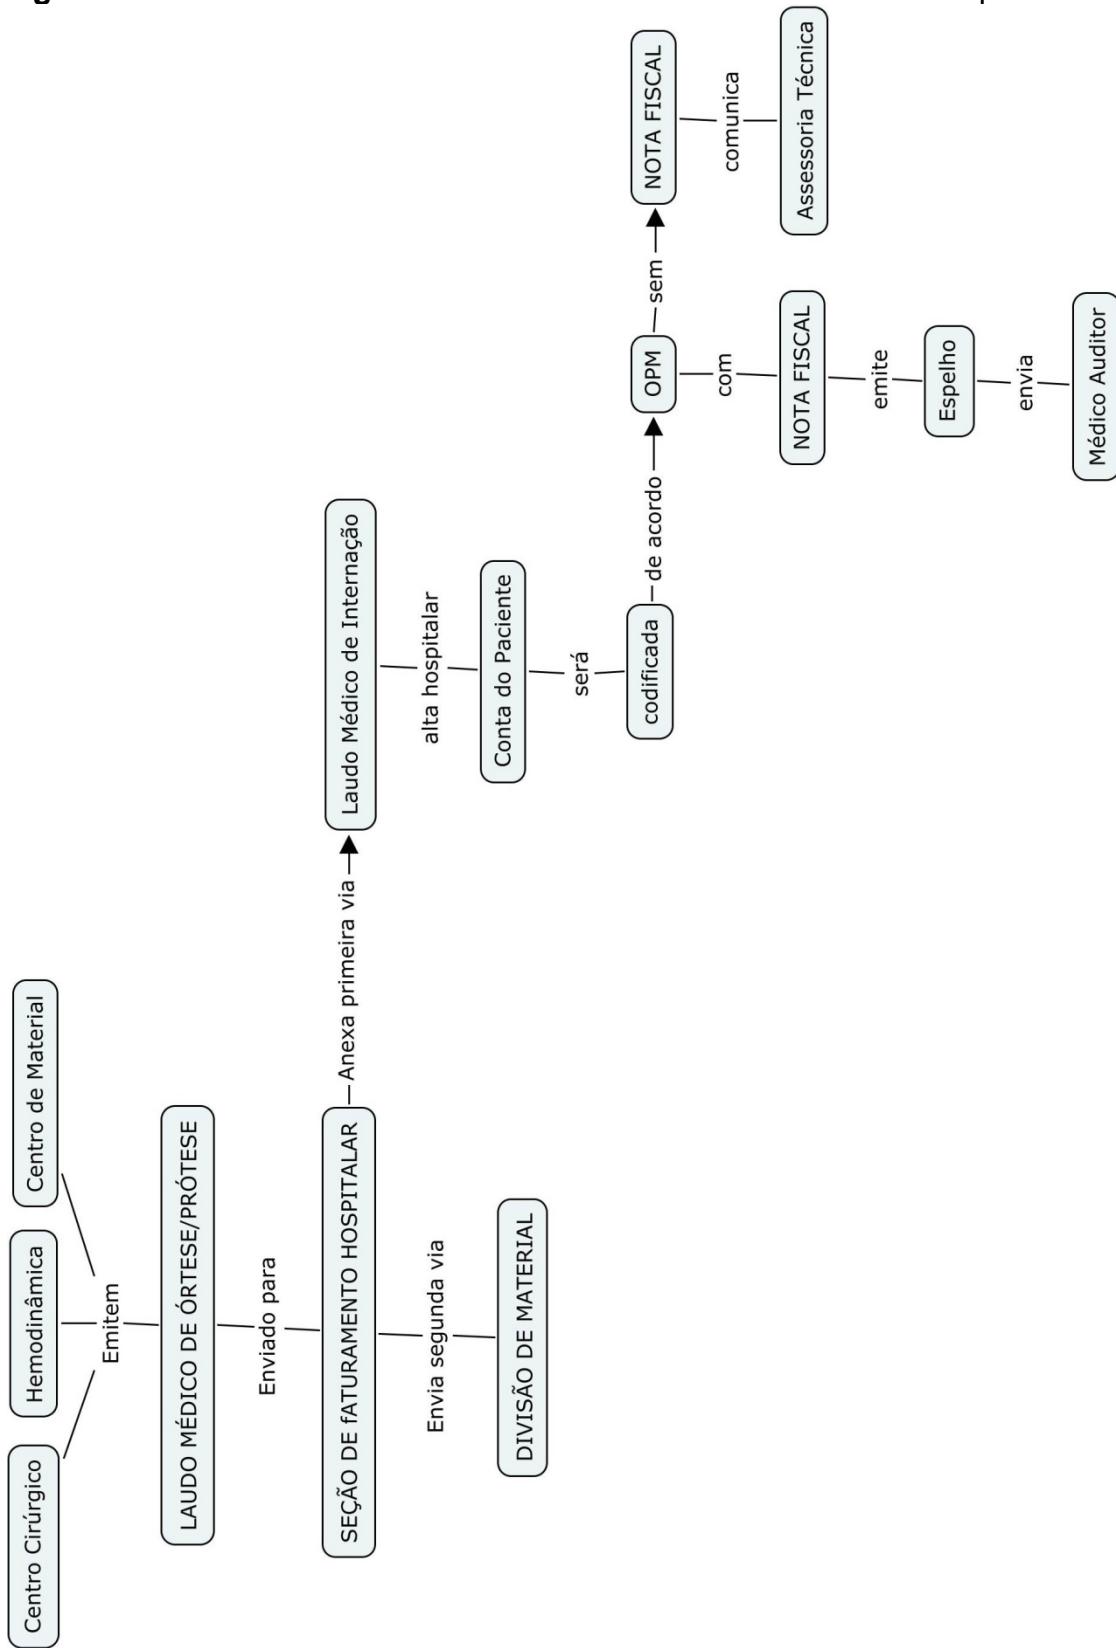 Centro Cirúrgico
Hemodinâmica
Centro de Material
Emitem
LAUDO MÉDICO DE ÓRTESE/PRÓTESE
Enviado para
SEÇÃO DE fATURAMENTO HOSPITALAR
Anexa primeira via
Envia segunda via
DIVISÃO DE MATERIAL
Laudo Médico de Internação
alta hospitalar
Conta do Paciente
será
codificada
de acordo
OPM
sem
NOTA FISCAL
comunica
Assessoria Técnica
com
NOTA FISCAL
emite
Espelho
envia
Médico Auditor